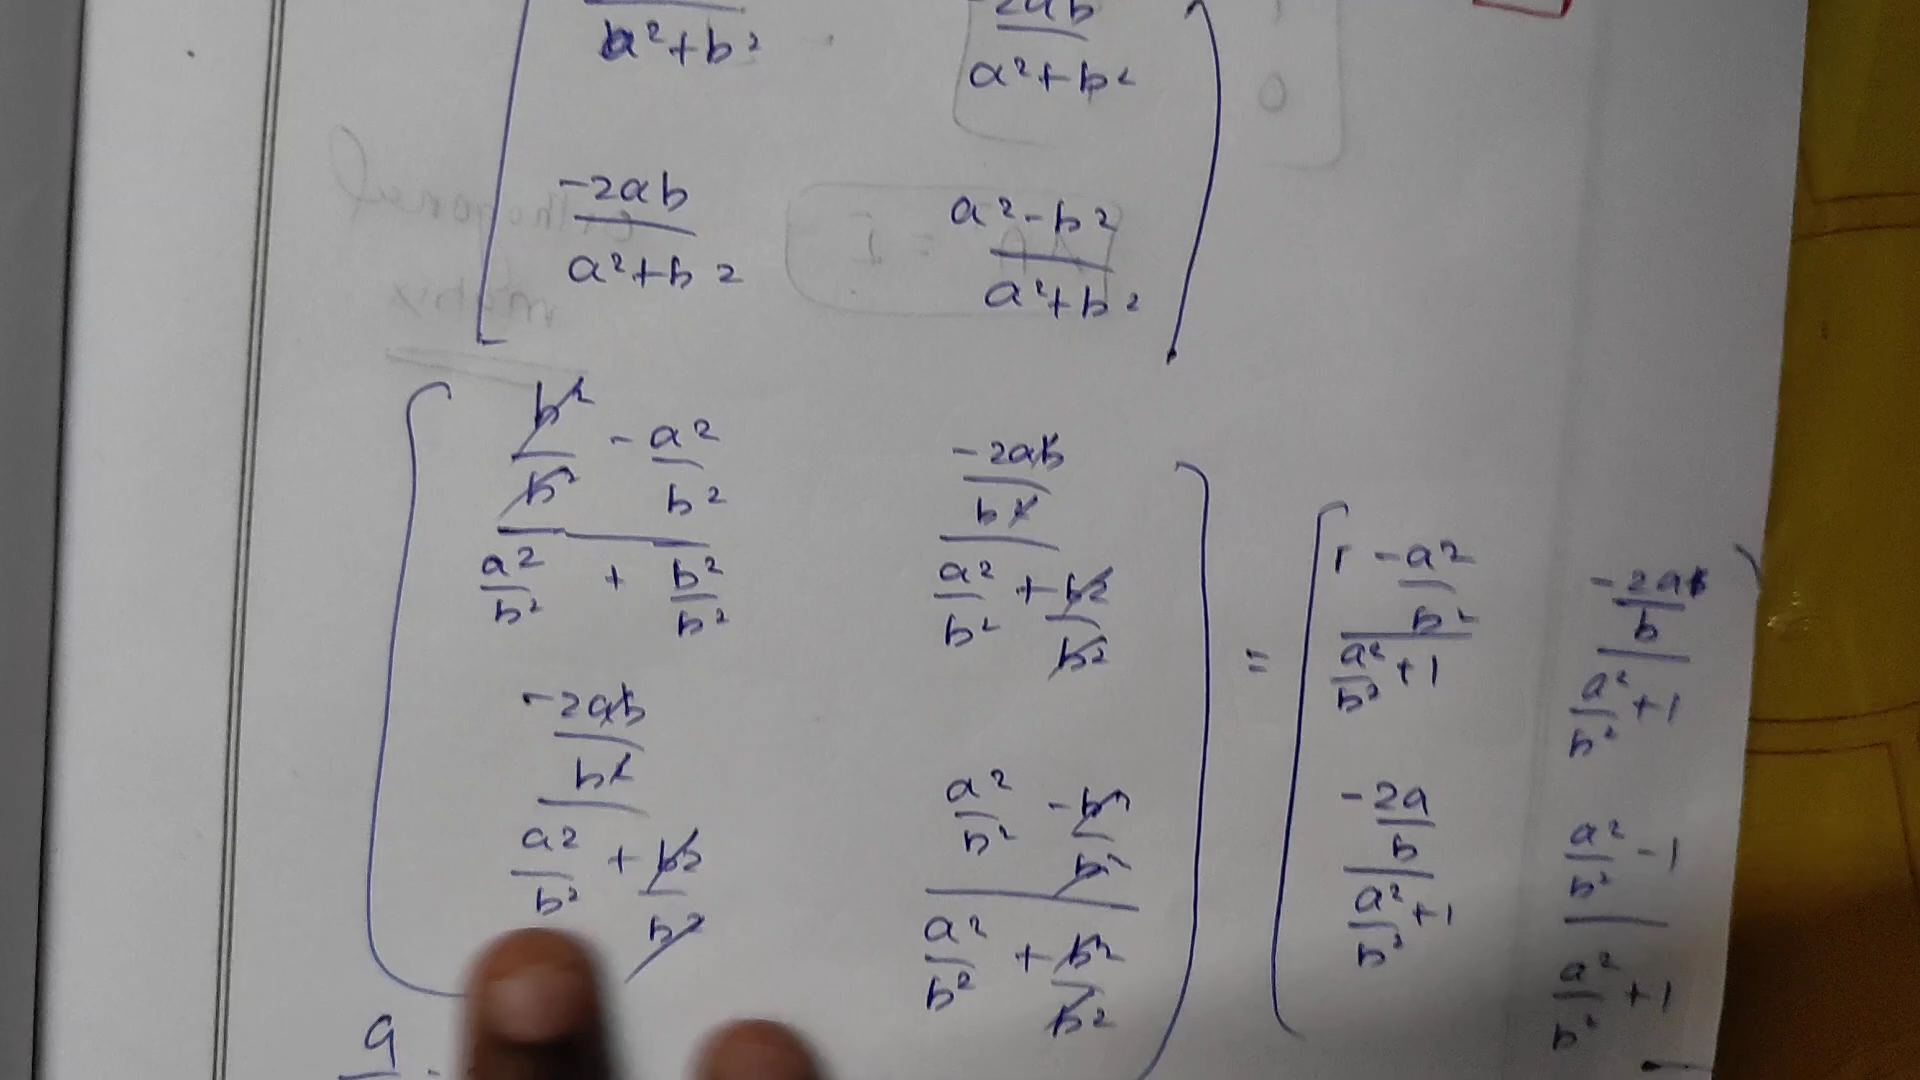 a²+b² -2ab/a²+b²
-2ab/a²+b² a²-b²/a²+b²
b²/b² - a²/b² / a²/b² + b²/b² -2ab/b² / a²/b² + b²/b²
-2ab/b² / a²/b² + b²/b² a²/b² - b²/b² / a²/b² + b²/b²
=
1 - a²/b² / a²/b² + 1 -2ab/b / a²/b² + 1
-2a/b / a²/b² + 1 a²/b² - 1 / a²/b² + 1